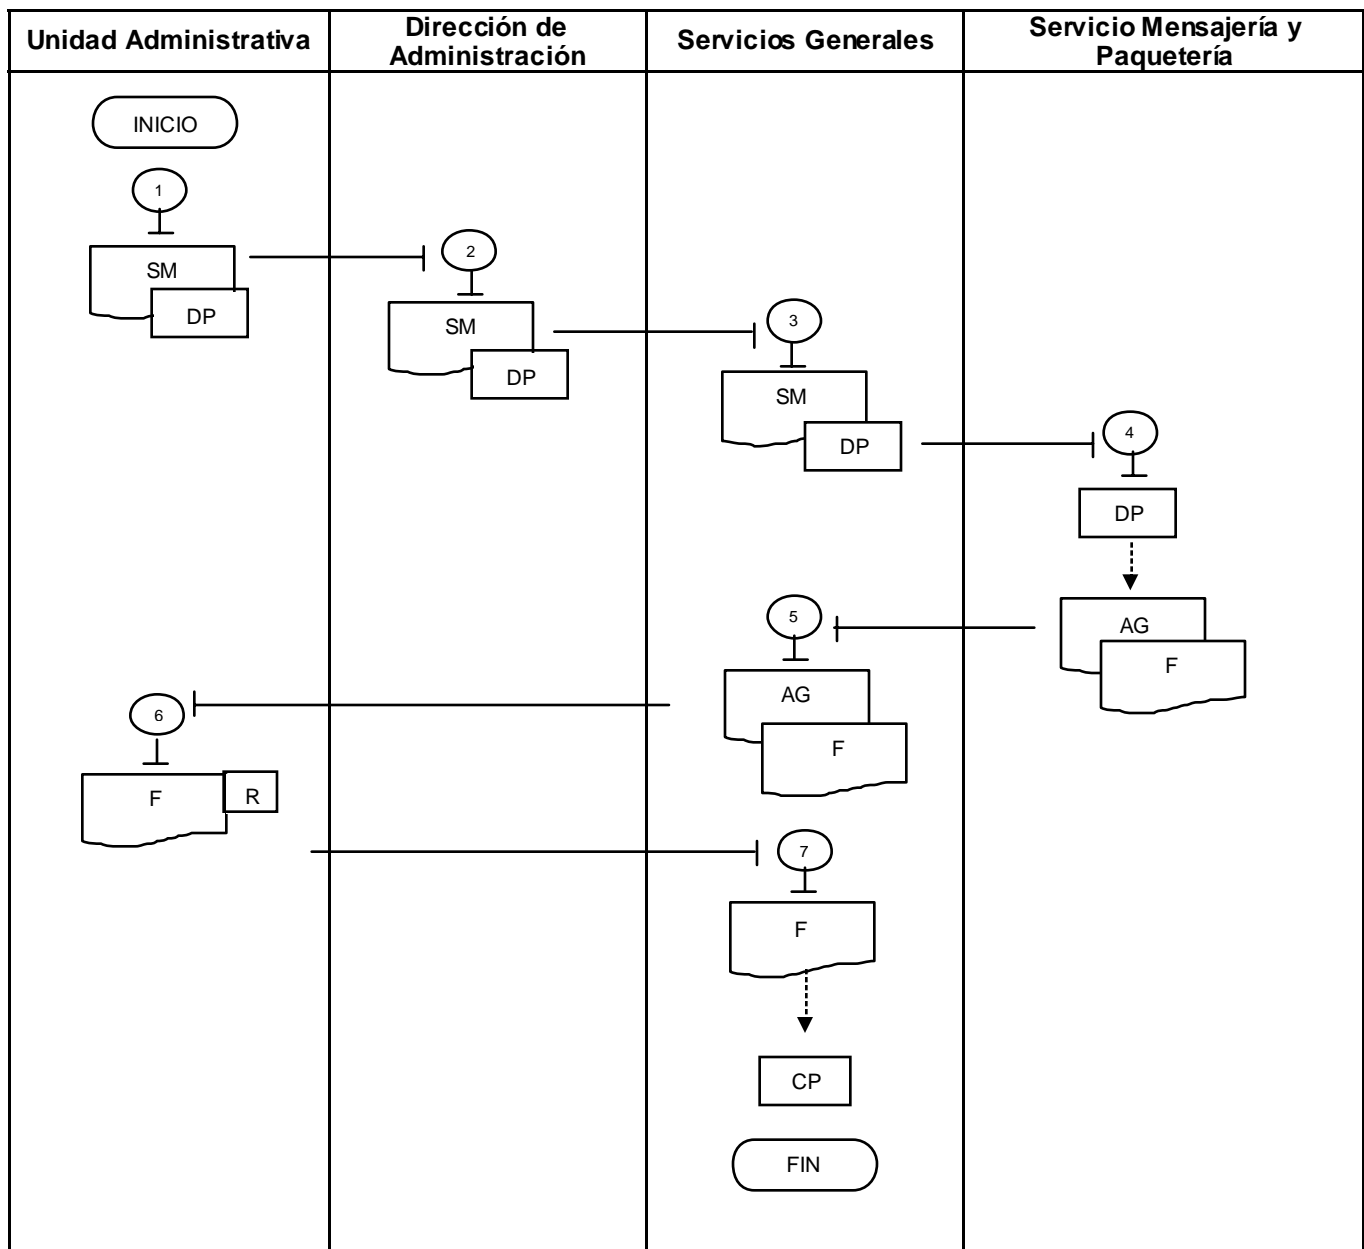 Unidad Administrativa
Dirección de
Administración
Servicios Generales
Servicio Mensajería y
Paquetería
INICIO
1
SM
DP
2
SM
DP
3
SM
DP
4
DP
AG
F
5
AG
F
6
F
R
7
F
CP
FIN